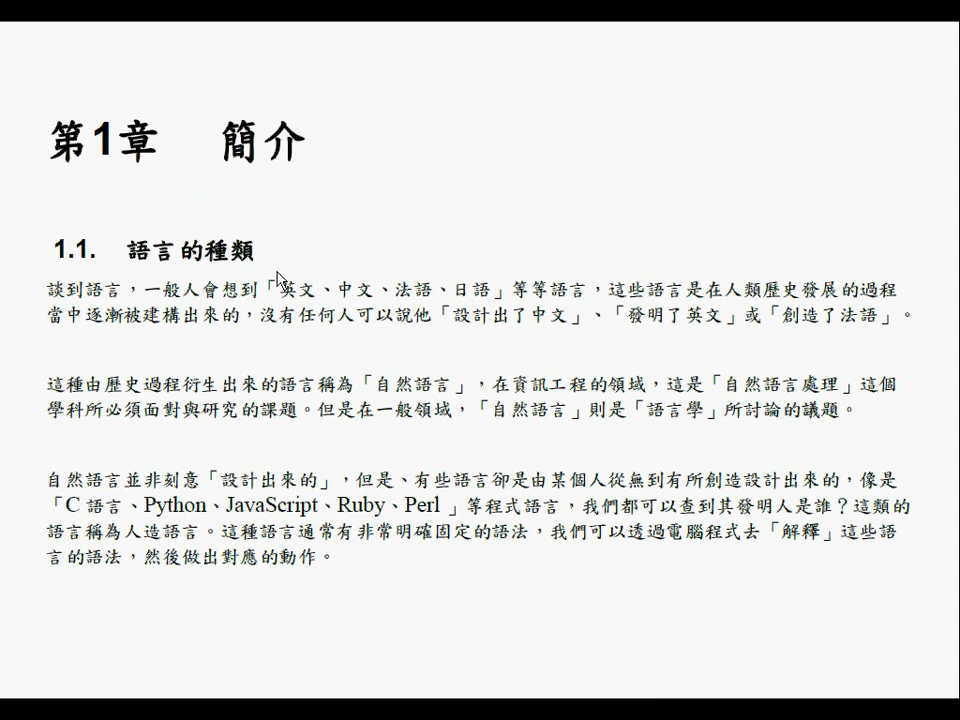 第1章 簡介
1.1. 語言的種類
談到語言，一般人會想到「英文、中文、法語、日語」等等語言，這些語言是在人類歷史發展的過程
當中逐漸被建構出來的，沒有任何人可以說他「設計出了中文」、「發明了英文」或「創造了法語」。
這種由歷史過程衍生出來的語言稱為「自然語言」，在資訊工程的領域，這是「自然語言處理」這個
學科所必須面對與研究的課題。但是在一般領域，「自然語言」則是「語言學」所討論的議題。
自然語言並非刻意「設計出來的」，但是、有些語言卻是由某個人從無到有所創造設計出來的，像是
「C 語言、Python、JavaScript、Ruby、Perl 」等程式語言，我們都可以查到其發明人是誰？這類的
語言稱為人造語言。這種語言通常有非常明確固定的語法，我們可以透過電腦程式去「解釋」這些語
言的語法，然後做出對應的動作。